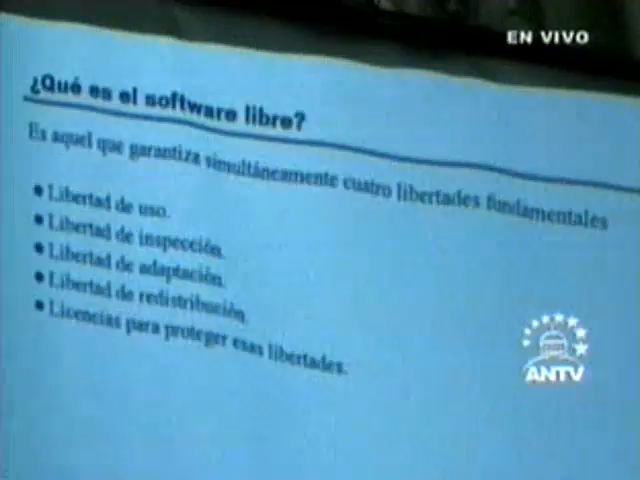 EN VIVO
¿Qué es el software libre?
Es aquel que garantiza simultáneamente cuatro libertades fundamentales
• Libertad de uso.
• Libertad de inspección.
• Libertad de adaptación.
• Libertad de redistribución.
• Licencias para proteger esas libertades.
ANTV